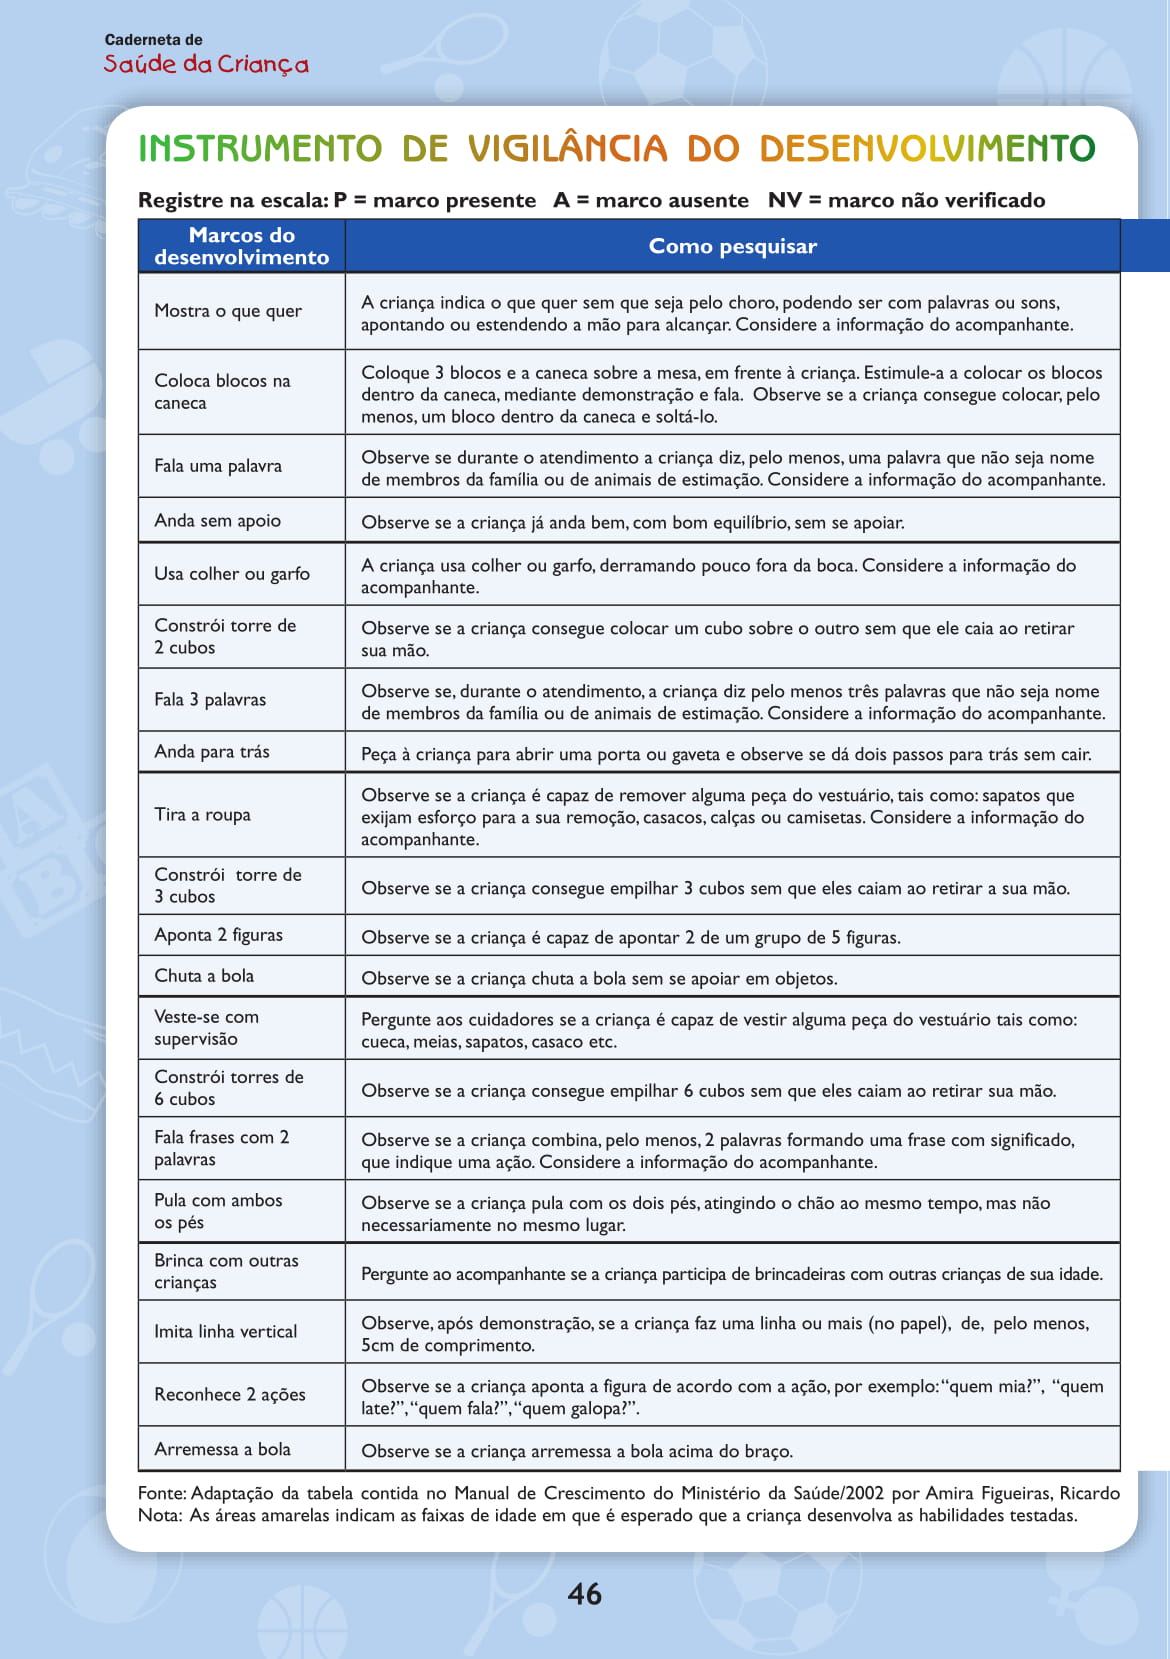 Caderneta de
Saúde da Criança
INSTRUMENTO DE VIGILÂNCIA DO DESENVOLVIMENTO
Registre na escala: P = marco presente A = marco ausente NV = marco não verificado
Marcos do
desenvolvimento
Como pesquisar
Mostra o que quer
A criança indica o que quer sem que seja pelo choro, podendo ser com palavras ou sons,
apontando ou estendendo a mão para alcançar. Considere a informação do acompanhante.
Coloca blocos na
caneca
Coloque 3 blocos e a caneca sobre a mesa, em frente à criança. Estimule-a a colocar os blocos
dentro da caneca, mediante demonstração e fala. Observe se a criança consegue colocar, pelo
menos, um bloco dentro da caneca e soltá-lo.
Fala uma palavra
Observe se durante o atendimento a criança diz, pelo menos, uma palavra que não seja nome
de membros da família ou de animais de estimação. Considere a informação do acompanhante.
Anda sem apoio
Observe se a criança já anda bem, com bom equilíbrio, sem se apoiar.
Usa colher ou garfo
A criança usa colher ou garfo, derramando pouco fora da boca. Considere a informação do
acompanhante.
Constrói torre de
2 cubos
Observe se a criança consegue colocar um cubo sobre o outro sem que ele caia ao retirar
sua mão.
Fala 3 palavras
Observe se, durante o atendimento, a criança diz pelo menos três palavras que não seja nome
de membros da família ou de animais de estimação. Considere a informação do acompanhante.
Anda para trás
Peça à criança para abrir uma porta ou gaveta e observe se dá dois passos para trás sem cair.
Tira a roupa
Observe se a criança é capaz de remover alguma peça do vestuário, tais como: sapatos que
exijam esforço para a sua remoção, casacos, calças ou camisetas. Considere a informação do
acompanhante.
Constrói torre de
3 cubos
Observe se a criança consegue empilhar 3 cubos sem que eles caiam ao retirar a sua mão.
Aponta 2 figuras
Observe se a criança é capaz de apontar 2 de um grupo de 5 figuras.
Chuta a bola
Observe se a criança chuta a bola sem se apoiar em objetos.
Veste-se com
supervisão
Pergunte aos cuidadores se a criança é capaz de vestir alguma peça do vestuário tais como:
cueca, meias, sapatos, casaco etc.
Constrói torres de
6 cubos
Observe se a criança consegue empilhar 6 cubos sem que eles caiam ao retirar sua mão.
Fala frases com 2
palavras
Observe se a criança combina, pelo menos, 2 palavras formando uma frase com significado,
que indique uma ação. Considere a informação do acompanhante.
Pula com ambos
os pés
Observe se a criança pula com os dois pés, atingindo o chão ao mesmo tempo, mas não
necessariamente no mesmo lugar.
Brinca com outras
crianças
Pergunte ao acompanhante se a criança participa de brincadeiras com outras crianças de sua idade.
Imita linha vertical
Observe, após demonstração, se a criança faz uma linha ou mais (no papel), de, pelo menos,
5cm de comprimento.
Reconhece 2 ações
Observe se a criança aponta a figura de acordo com a ação, por exemplo: “quem mia?”, “quem
late?”, “quem fala?”, “quem galopa?”.
Arremessa a bola
Observe se a criança arremessa a bola acima do braço.
Fonte: Adaptação da tabela contida no Manual de Crescimento do Ministério da Saúde/2002 por Amira Figueiras, Ricardo
Nota: As áreas amarelas indicam as faixas de idade em que é esperado que a criança desenvolva as habilidades testadas.
46
A
B